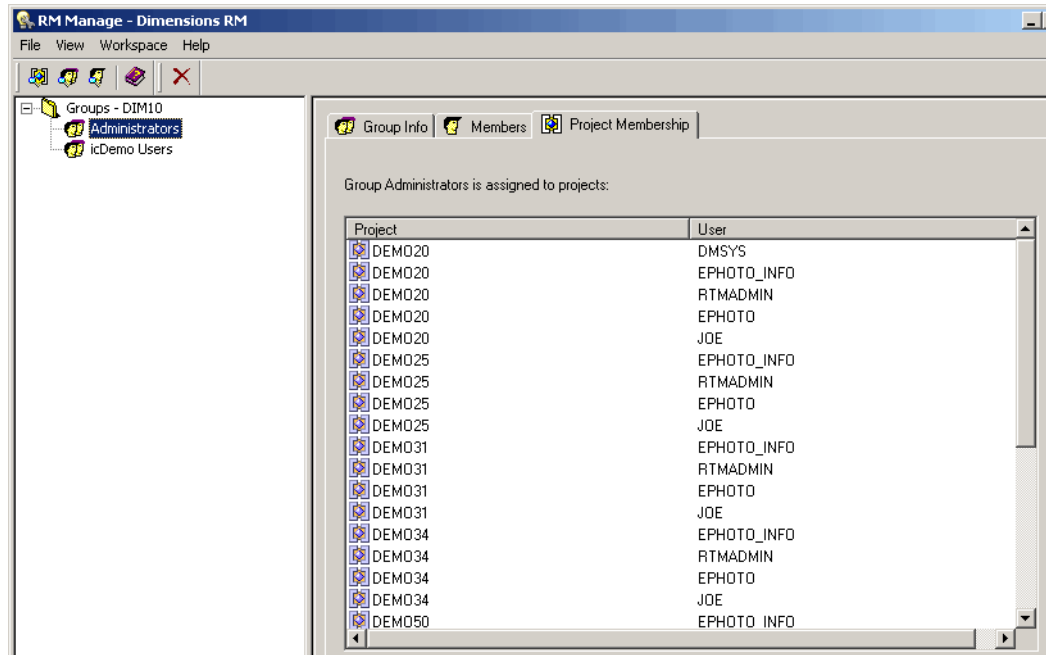 RM Manage - Dimensions RM
File View Workspace Help
Groups - DIM10
Administrators
icDemo Users
Group Info Members Project Membership
Group Administrators is assigned to projects:
Project User
DEMO20 DMSYS
DEMO20 EPHOTO_INFO
DEMO20 RTMADMIN
DEMO20 EPHOTO
DEMO20 JOE
DEMO25 EPHOTO_INFO
DEMO25 RTMADMIN
DEMO25 EPHOTO
DEMO25 JOE
DEMO31 EPHOTO_INFO
DEMO31 RTMADMIN
DEMO31 EPHOTO
DEMO31 JOE
DEMO34 EPHOTO_INFO
DEMO34 RTMADMIN
DEMO34 EPHOTO
DEMO34 JOE
DEMO50 EPHOTO_INFO